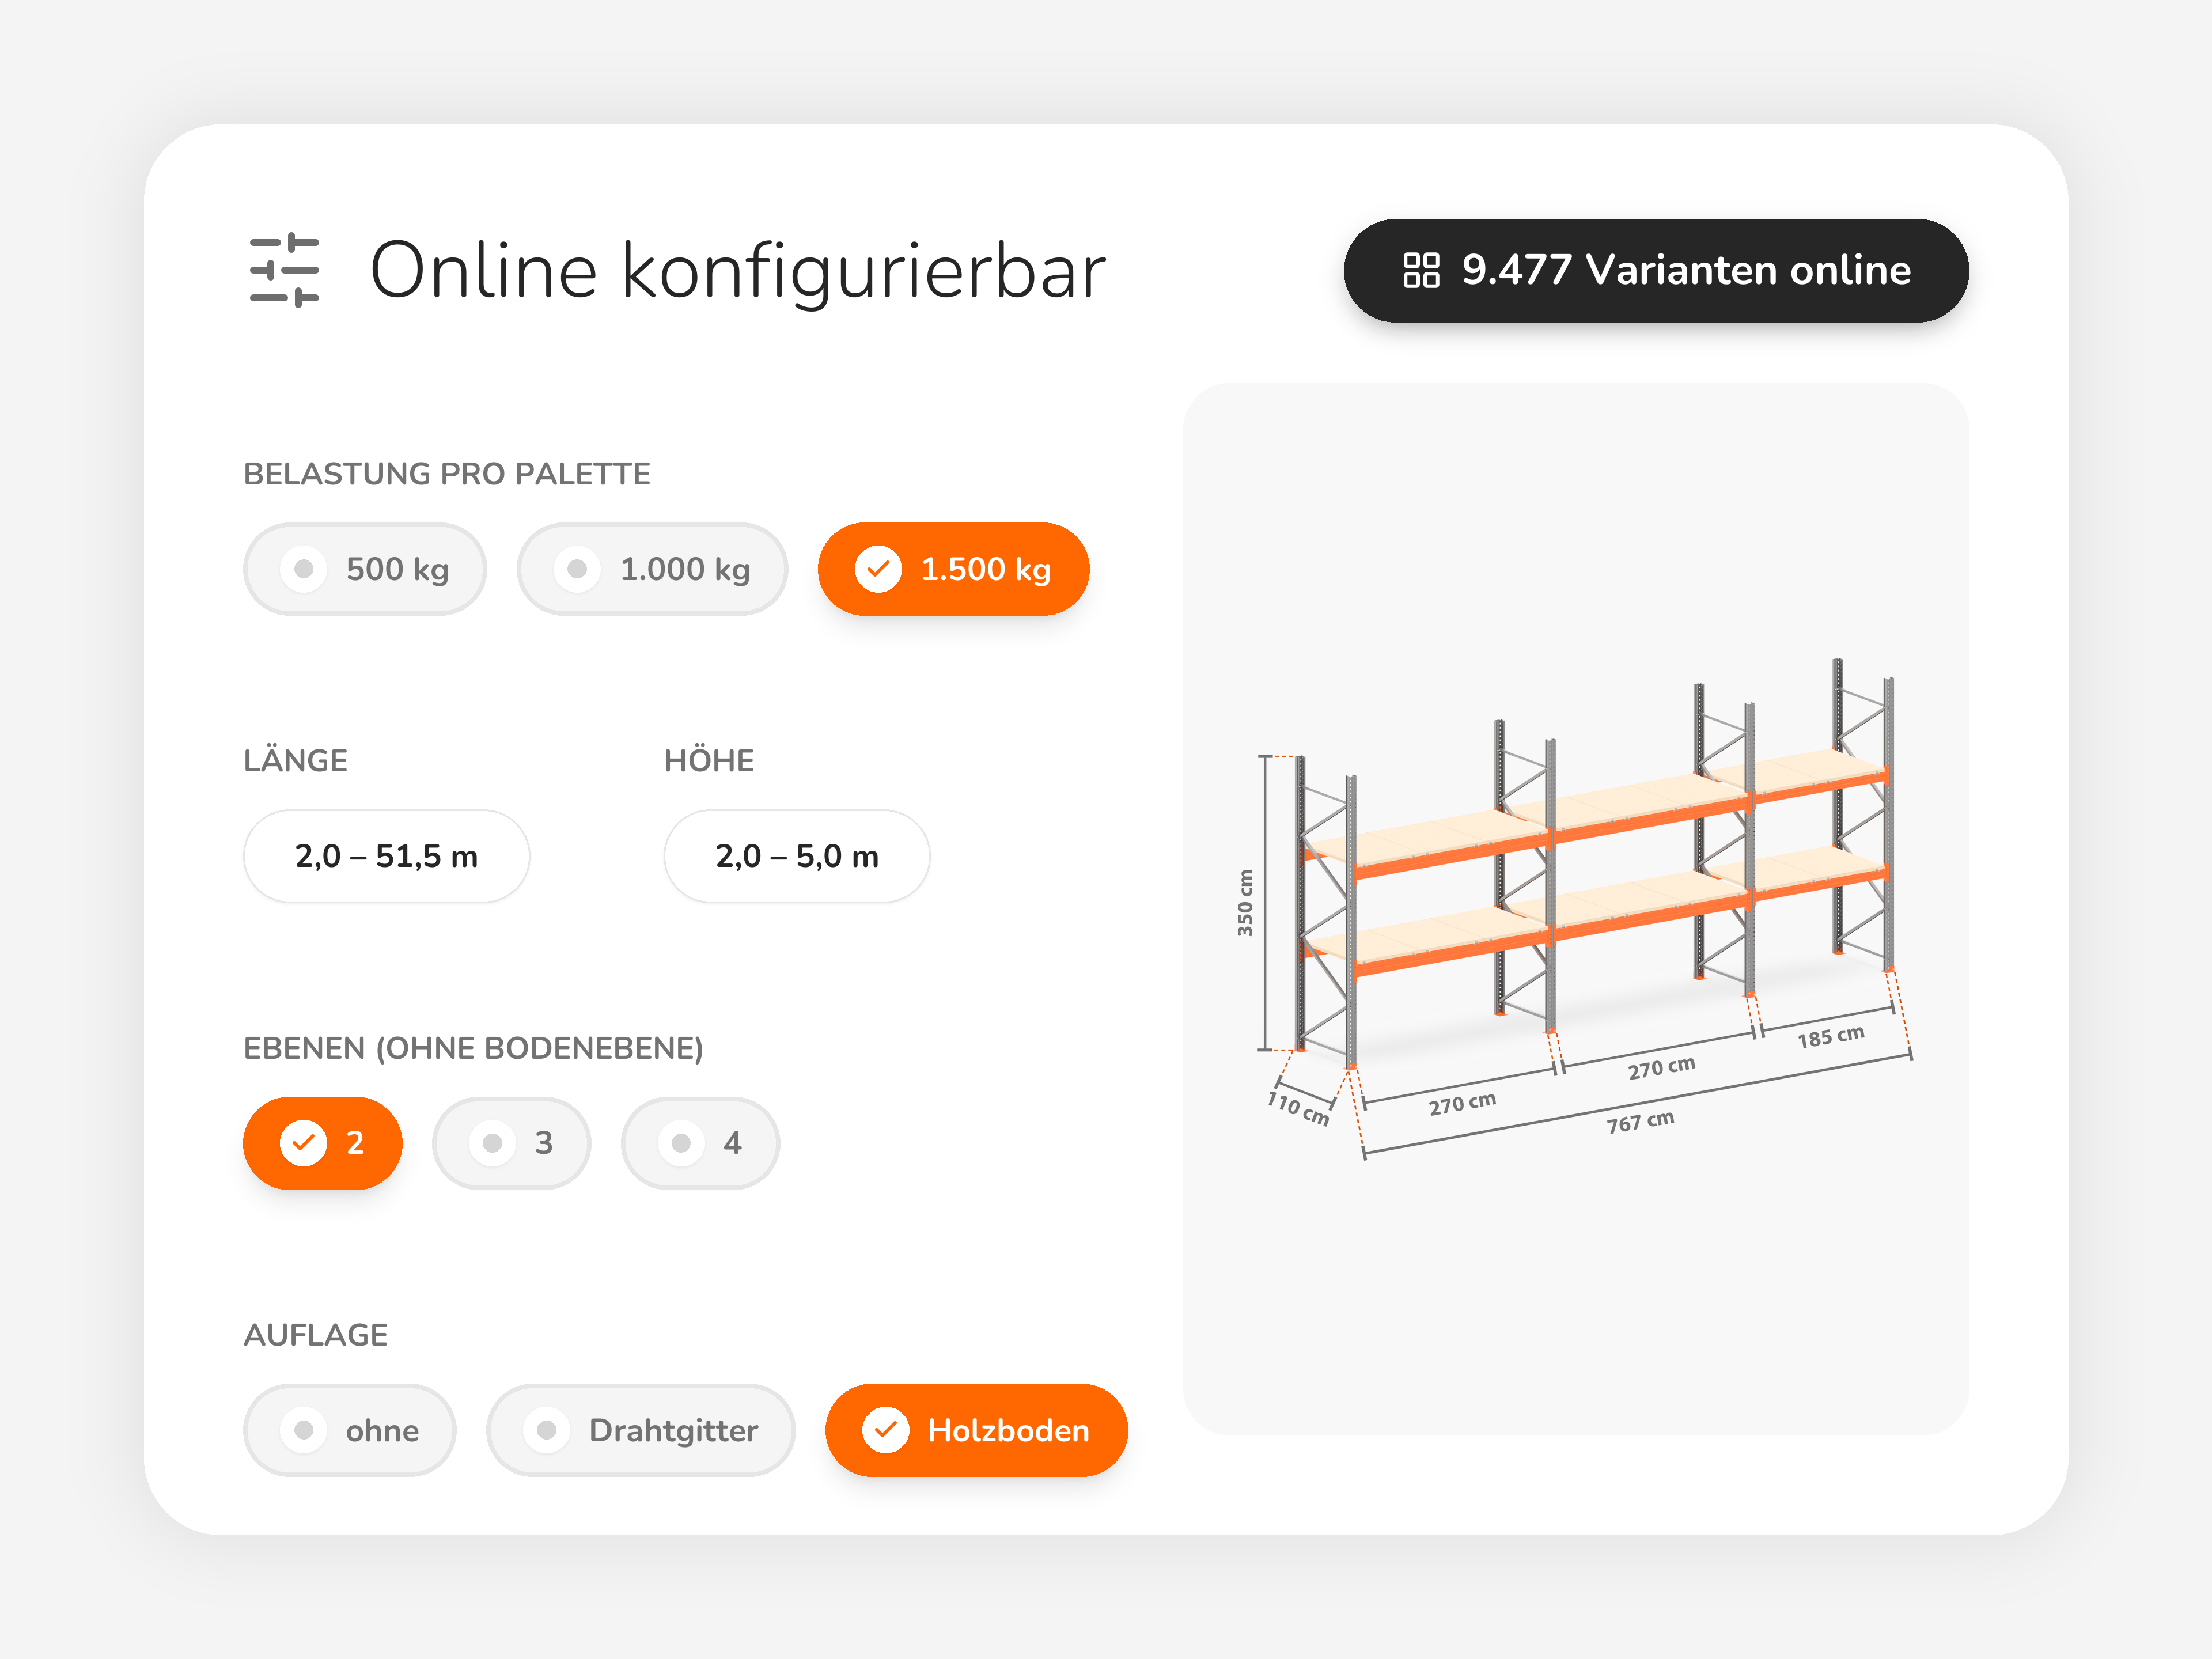 Online konfigurierbar
9.477 Varianten online
BELASTUNG PRO PALETTE
500 kg
1.000 kg
1.500 kg
LÄNGE
HÖHE
2,0 – 51,5 m
2,0 – 5,0 m
EBENEN (OHNE BODENEBENE)
2
3
4
AUFLAGE
ohne
Drahtgitter
Holzboden
350 cm
110 cm
270 cm
270 cm
185 cm
767 cm